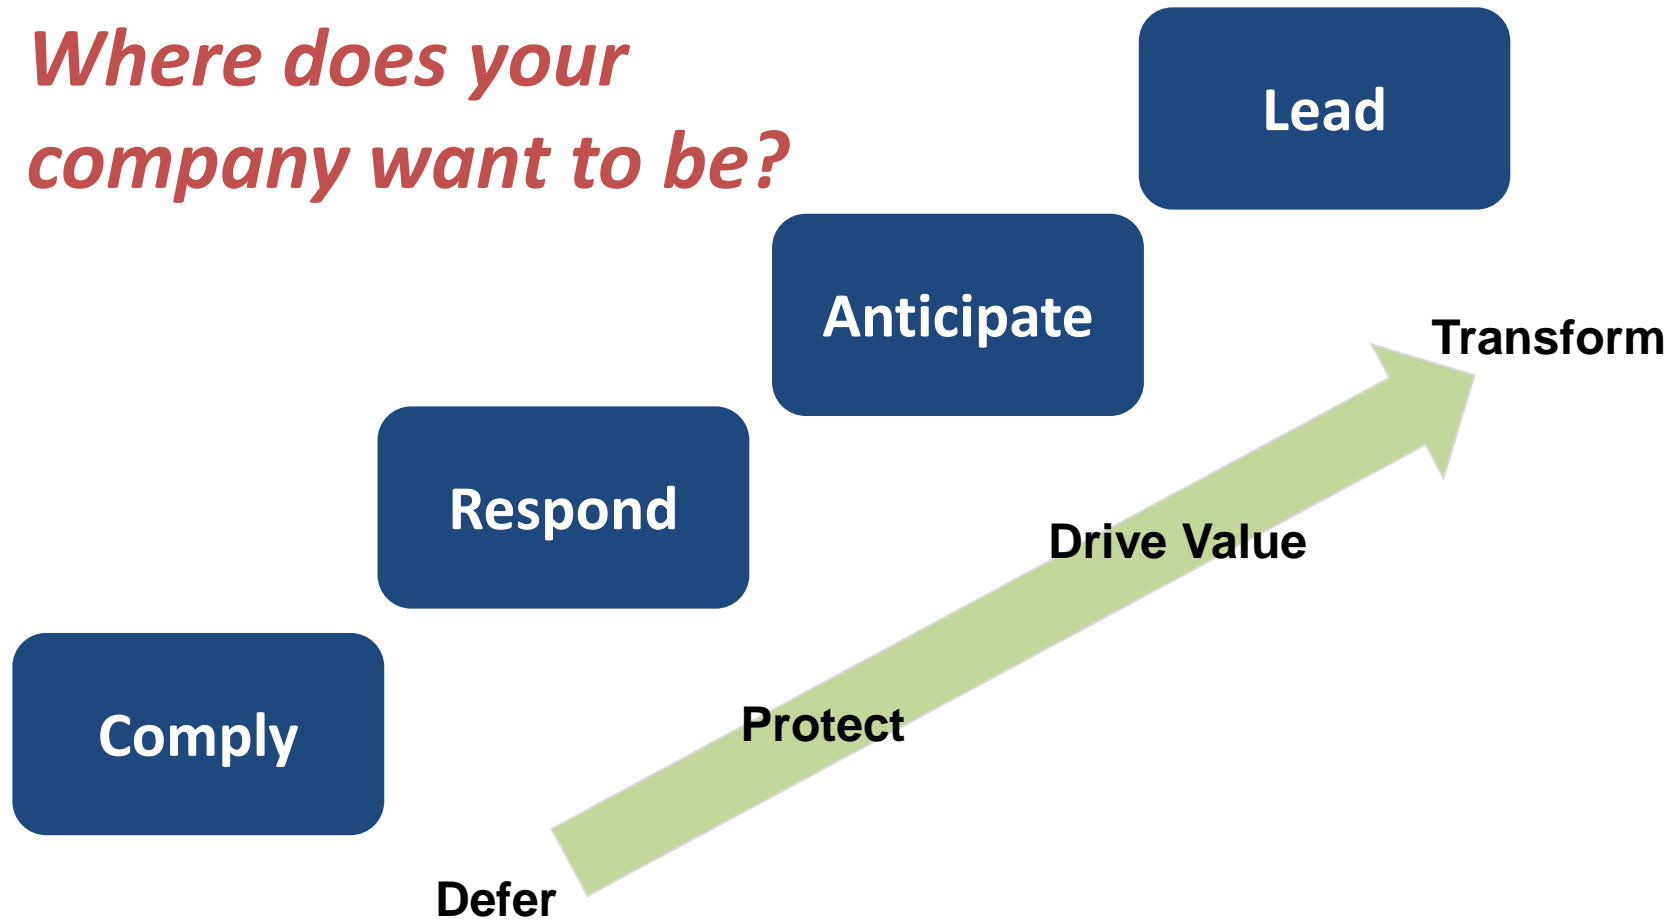 Where does your
company want to be?
Lead
Anticipate
Respond
Comply
Transform
Drive Value
Protect
Defer